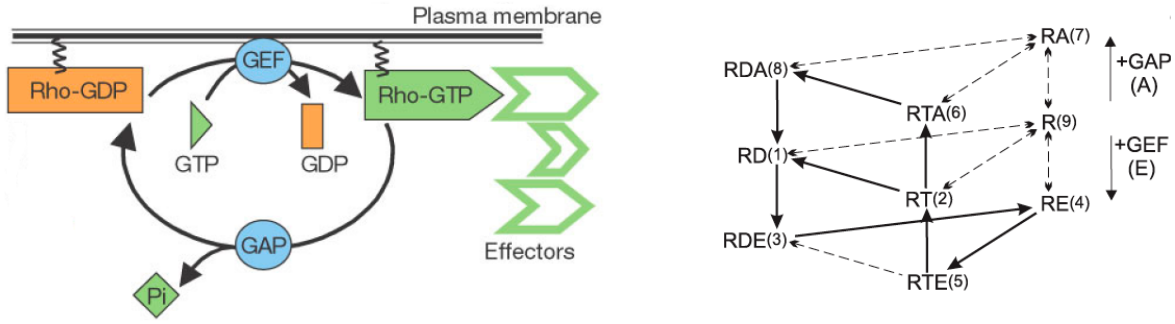 Plasma membrane
GEF
Rho-GDP
Rho-GTP
GTP
GDP
GAP
Effectors
Pi
RA(7)
RDA(8)
+GAP
(A)
RTA(6)
R(9)
RD(1)
+GEF
(E)
RT(2)
RE(4)
RDE(3)
RTE(5)